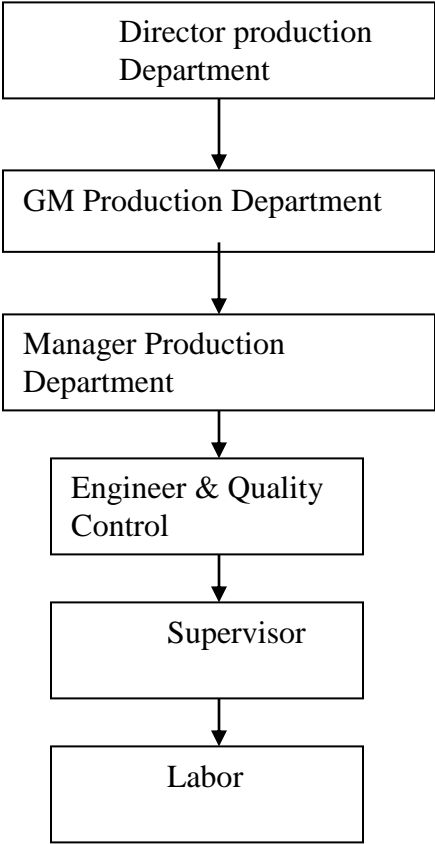 Director production
Department
GM Production Department
Manager Production
Department
Engineer & Quality
Control
Supervisor
Labor